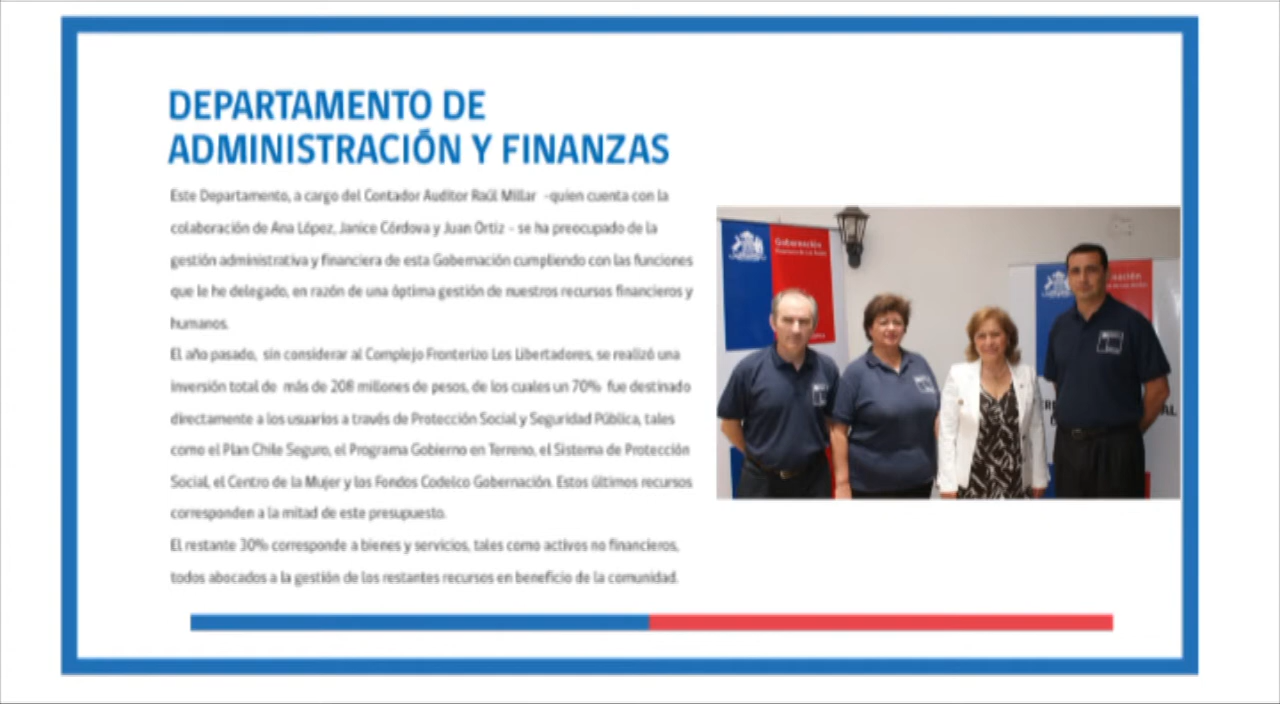 DEPARTAMENTO DE
ADMINISTRACIÓN Y FINANZAS
Este Departamento, a cargo del Contador Auditor Raúl Millar -quien cuenta con la
colaboración de Ana López, Janice Córdova y Juan Ortiz - se ha preocupado de la
gestión administrativa y financiera de esta Gobernación cumpliendo con las funciones
que le he delegado, en razón de una óptima gestión de nuestros recursos financieros y
humanos.
El año pasado, sin considerar al Complejo Fronterizo Los Libertadores, se realizó una
inversión total de más de 208 millones de pesos, de los cuales un 70% fue destinado
directamente a los usuarios a través de Protección Social y Seguridad Pública, tales
como el Plan Chile Seguro, el Programa Gobierno en Terreno, el Sistema de Protección
Social, el Centro de la Mujer y los Fondos Codelco Gobernación. Estos últimos recursos
corresponden a la mitad de este presupuesto.
El restante 30% corresponde a bienes y servicios, tales como activos no financieros,
todos abocados a la gestión de los restantes recursos en beneficio de la comunidad.
Gobernación